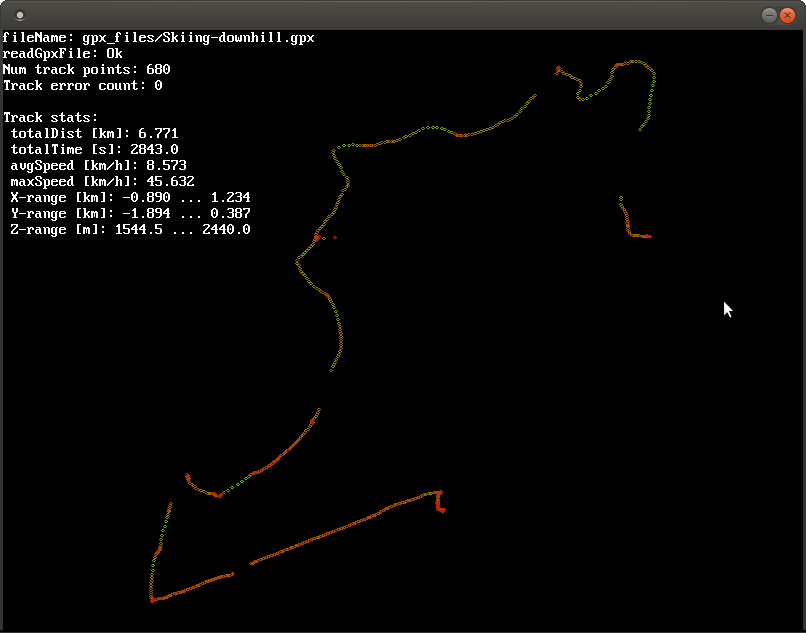 fileName: gpx_files/Skiing-downhill.gpx
readGpxFile: Ok
Num track points: 680
Track error count: 0
Track stats:
totalDist [km]: 6.771
totalTime [s]: 2843.0
avgSpeed [km/h]: 8.573
maxSpeed [km/h]: 45.632
X-range [km]: -0.890 ... 1.234
Y-range [km]: -1.894 ... 0.387
Z-range [m]: 1544.5 ... 2440.0